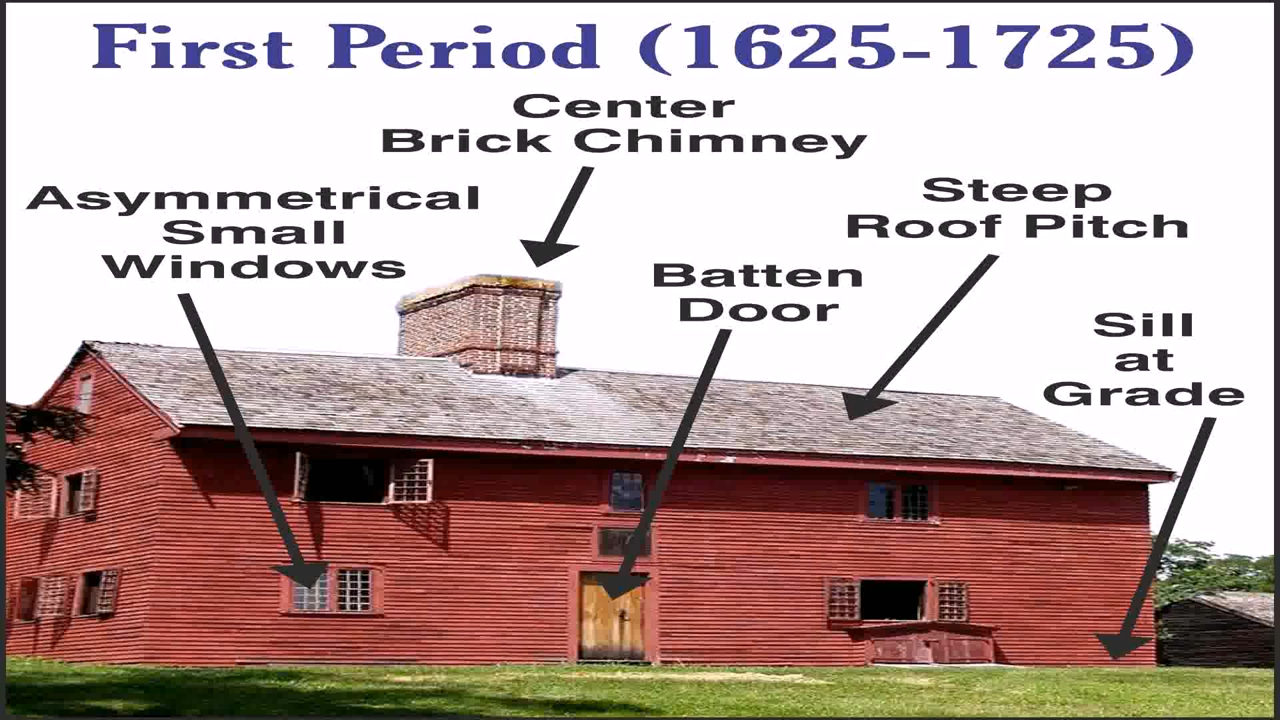 First Period (1625-1725)
Center
Brick Chimney
Asymmetrical
Small
Windows
Steep
Roof Pitch
Batten
Door
Sill
at
Grade